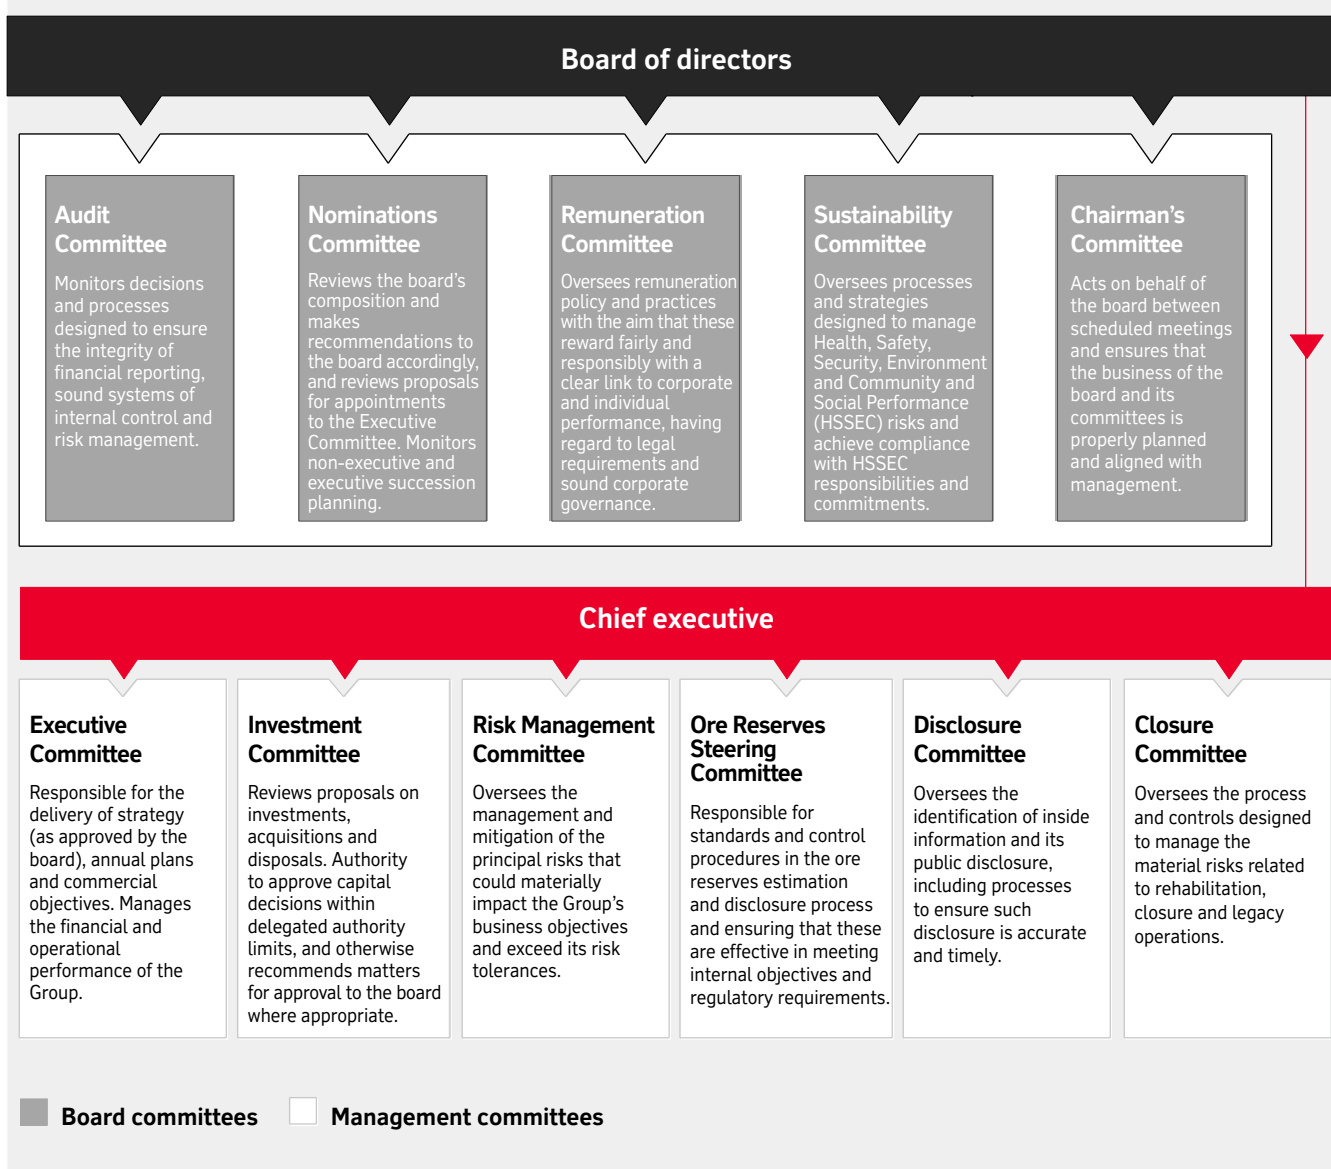 Board of directors
Audit
Committee
Monitors decisions
and processes
designed to ensure
the integrity of
financial reporting,
sound systems of
internal control and
risk management.
Nominations
Committee
Reviews the board's
composition and
makes
recommendations to
the board accordingly,
and reviews proposals
for appointments
to the Executive
Committee. Monitors
non-executive and
executive succession
planning.
Remuneration
Committee
Oversees remuneration
policy and practices
with the aim that these
reward fairly and
responsibly with a
clear link to corporate
and individual
performance, having
regard to legal
requirements and
sound corporate
governance.
Sustainability
Committee
Oversees processes
and strategies
designed to manage
Health, Safety,
Security, Environment
and Community and
Social Performance
(HSSEC) risks and
achieve compliance
with HSSEC
responsibilities and
commitments.
Chairman's
Committee
Acts on behalf of
the board between
scheduled meetings
and ensures that
the business of the
board and its
committees is
properly planned
and aligned with
management.
Chief executive
Executive
Committee
Responsible for the
delivery of strategy
(as approved by the
board), annual plans
and commercial
objectives. Manages
the financial and
operational
performance of the
Group.
Investment
Committee
Reviews proposals on
investments,
acquisitions and
disposals. Authority
to approve capital
decisions within
delegated authority
limits, and otherwise
recommends matters
for approval to the board
where appropriate.
Risk Management
Committee
Oversees the
management and
mitigation of the
principal risks that
could materially
impact the Group's
business objectives
and exceed its risk
tolerances.
Ore Reserves
Steering
Committee
Responsible for
standards and control
procedures in the ore
reserves estimation
and disclosure process
and ensuring that these
are effective in meeting
internal objectives and
regulatory requirements.
Disclosure
Committee
Oversees the
identification of inside
information and its
public disclosure,
including processes
to ensure such
disclosure is accurate
and timely.
Closure
Committee
Oversees the process
and controls designed
to manage the
material risks related
to rehabilitation,
closure and legacy
operations.
Board committees
Management committees